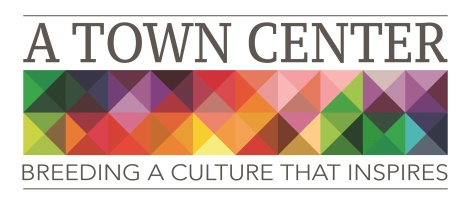 A TOWN CENTER
BREEDING A CULTURE THAT INSPIRES